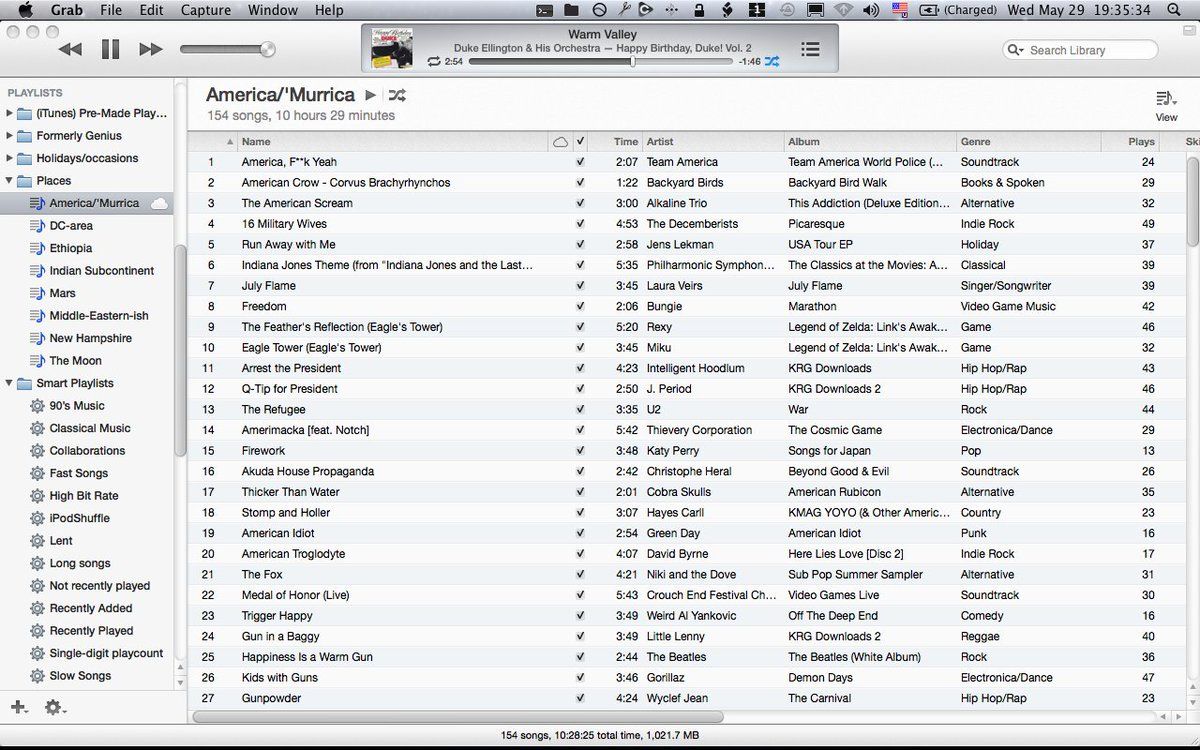 Grab File Edit Capture Window Help 1 (Charged) Wed May 29 19:35:34
Warm Valley
Duke Ellington & His Orchestra — Happy Birthday, Duke! Vol. 2
2:54 -1:46
Search Library
PLAYLISTS
(iTunes) Pre-Made Play...
Formerly Genius
Holidays/occasions
Places
America/'Murrica
DC-area
Ethiopia
Indian Subcontinent
Mars
Middle-Eastern-ish
New Hampshire
The Moon
Smart Playlists
90's Music
Classical Music
Collaborations
Fast Songs
High Bit Rate
iPodShuffle
Lent
Long songs
Not recently played
Recently Added
Recently Played
Single-digit playcount
Slow Songs
America/'Murrica
154 songs, 10 hours 29 minutes
View
Name Time Artist Album Genre Plays Ski
1 America, F**k Yeah 2:07 Team America Team America World Police (... Soundtrack 24
2 American Crow - Corvus Brachyrhynchos 1:22 Backyard Birds Backyard Bird Walk Books & Spoken 29
3 The American Scream 3:00 Alkaline Trio This Addiction (Deluxe Edition... Alternative 32
4 16 Military Wives 4:53 The Decemberists Picaresque Indie Rock 49
5 Run Away with Me 2:58 Jens Lekman USA Tour EP Holiday 37
6 Indiana Jones Theme (from "Indiana Jones and the Last... 5:35 Philharmonic Symphon... The Classics at the Movies: A... Classical 39
7 July Flame 3:45 Laura Veirs July Flame Singer/Songwriter 39
8 Freedom 2:06 Bungie Marathon Video Game Music 42
9 The Feather's Reflection (Eagle's Tower) 5:20 Rexy Legend of Zelda: Link's Awak... Game 46
10 Eagle Tower (Eagle's Tower) 3:45 Miku Legend of Zelda: Link's Awak... Game 32
11 Arrest the President 4:23 Intelligent Hoodlum KRG Downloads Hip Hop/Rap 43
12 Q-Tip for President 2:50 J. Period KRG Downloads 2 Hip Hop/Rap 46
13 The Refugee 3:35 U2 War Rock 44
14 Amerimacka [feat. Notch] 5:42 Thievery Corporation The Cosmic Game Electronica/Dance 29
15 Firework 3:48 Katy Perry Songs for Japan Pop 13
16 Akuda House Propaganda 2:42 Christophe Heral Beyond Good & Evil Soundtrack 26
17 Thicker Than Water 2:01 Cobra Skulls American Rubicon Alternative 35
18 Stomp and Holler 3:07 Hayes Carll KMAG YOYO (& Other Americ... Country 23
19 American Idiot 2:54 Green Day American Idiot Punk 16
20 American Troglodyte 4:07 David Byrne Here Lies Love [Disc 2] Indie Rock 17
21 The Fox 4:21 Niki and the Dove Sub Pop Summer Sampler Alternative 31
22 Medal of Honor (Live) 5:43 Crouch End Festival Ch... Video Games Live Soundtrack 30
23 Trigger Happy 3:49 Weird Al Yankovic Off The Deep End Comedy 16
24 Gun in a Baggy 3:49 Little Lenny KRG Downloads 2 Reggae 40
25 Happiness Is a Warm Gun 2:44 The Beatles The Beatles (White Album) Rock 36
26 Kids with Guns 3:46 Gorillaz Demon Days Electronica/Dance 47
27 Gunpowder 4:24 Wyclef Jean The Carnival Hip Hop/Rap 23
154 songs, 10:28:25 total time, 1,021.7 MB